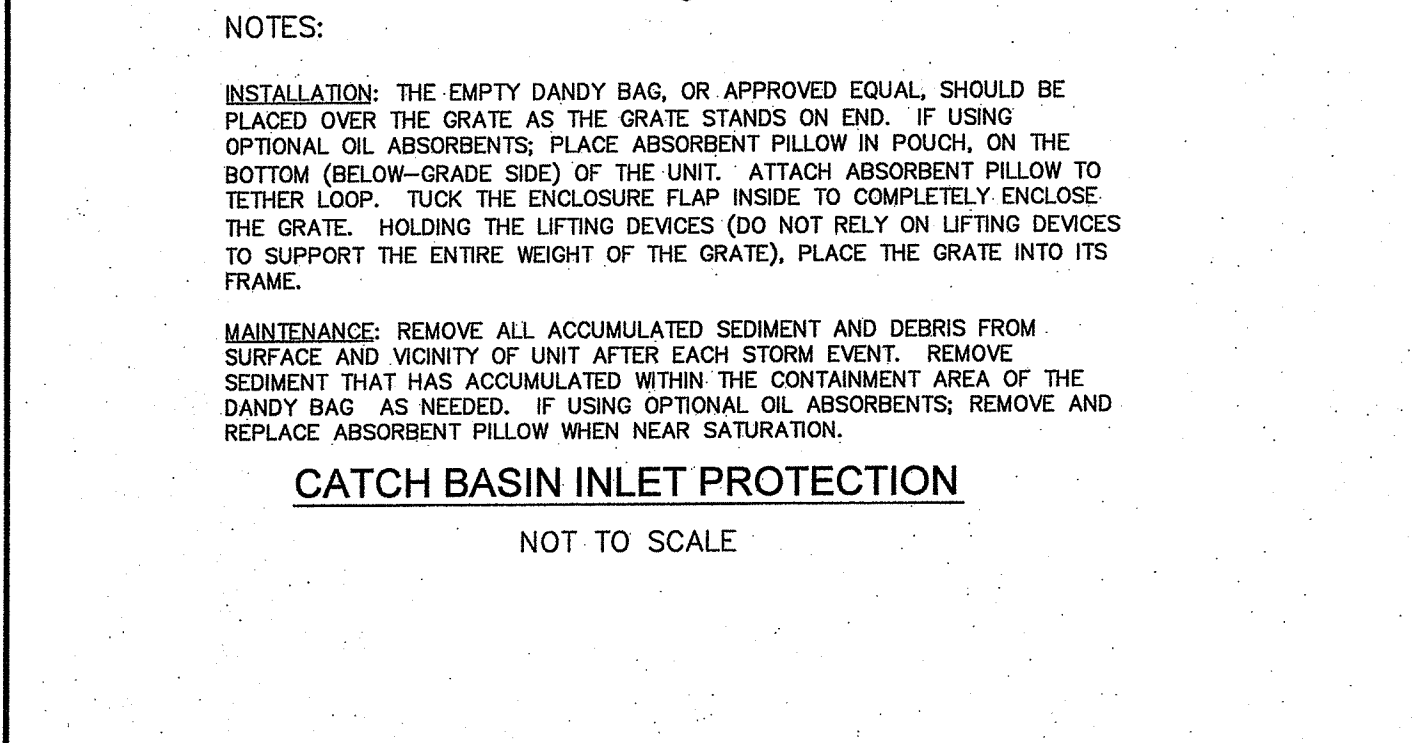 NOTES:
INSTALLATION: THE EMPTY DANDY BAG, OR APPROVED EQUAL, SHOULD BE
PLACED OVER THE GRATE AS THE GRATE STANDS ON END. IF USING
OPTIONAL OIL ABSORBENTS; PLACE ABSORBENT PILLOW IN POUCH, ON THE
BOTTOM (BELOW-GRADE SIDE) OF THE UNIT. ATTACH ABSORBENT PILLOW TO
TETHER LOOP. TUCK THE ENCLOSURE FLAP INSIDE TO COMPLETELY ENCLOSE
THE GRATE. HOLDING THE LIFTING DEVICES (DO NOT RELY ON LIFTING DEVICES
TO SUPPORT THE ENTIRE WEIGHT OF THE GRATE), PLACE THE GRATE INTO ITS
FRAME.
MAINTENANCE: REMOVE ALL ACCUMULATED SEDIMENT AND DEBRIS FROM
SURFACE AND VICINITY OF UNIT AFTER EACH STORM EVENT. REMOVE
SEDIMENT THAT HAS ACCUMULATED WITHIN THE CONTAINMENT AREA OF THE
DANDY BAG AS NEEDED. IF USING OPTIONAL OIL ABSORBENTS; REMOVE AND
REPLACE ABSORBENT PILLOW WHEN NEAR SATURATION.
CATCH BASIN INLET PROTECTION
NOT TO SCALE